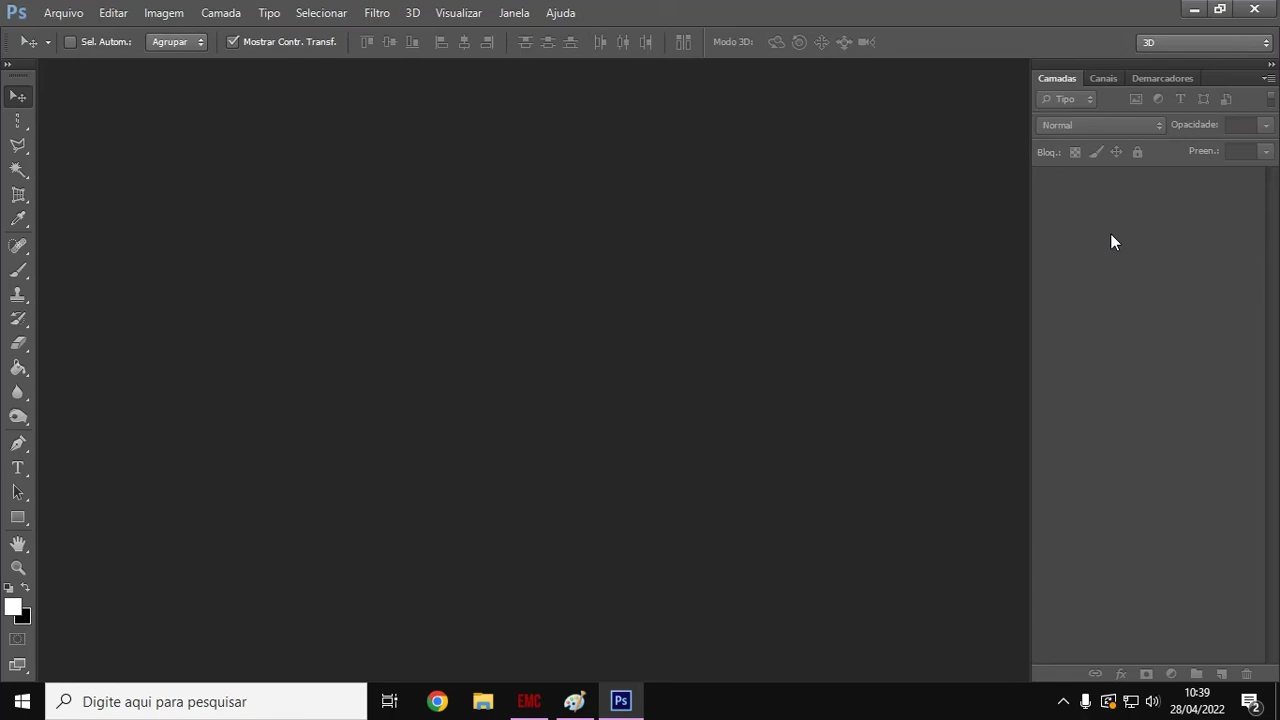 Ps Arquivo Editar Imagem Camada Tipo Selecionar Filtro 3D Visualizar Janela Ajuda
Sel. Autom.: Agrupar Mostrar Contr. Transf. Modo 3D: 3D
Camadas Canais Demarcadores
Tipo
Normal Opacidade:
Bloq.: Preen.:
Digite aqui para pesquisar EMC Ps 10:39
28/04/2022 2